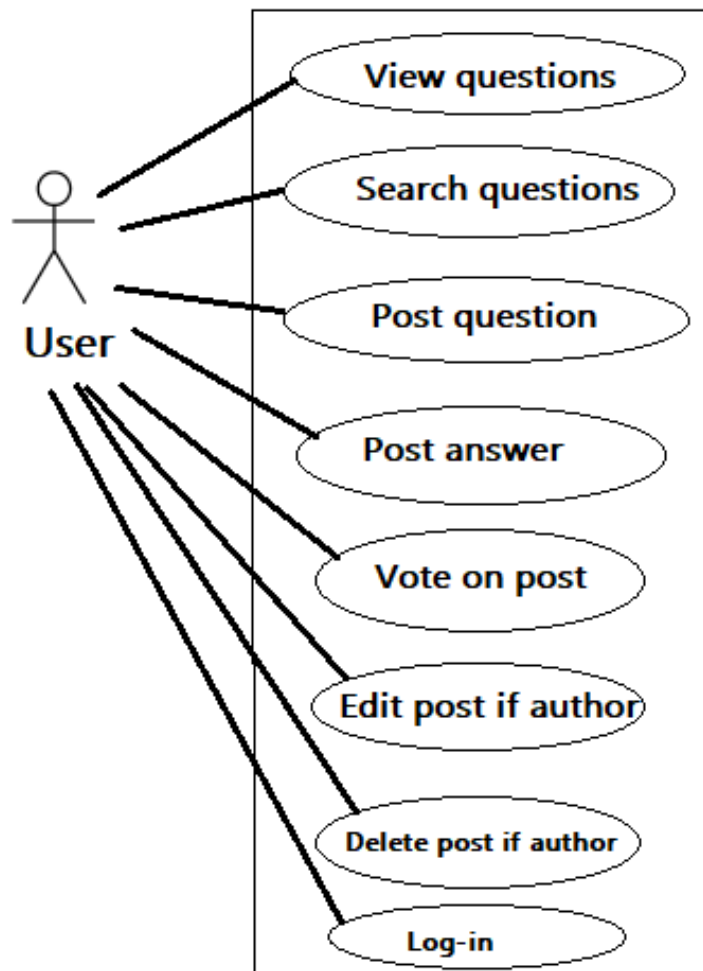 View questions
Search questions
Post question
User
Post answer
Vote on post
Edit post if author
Delete post if author
Log-in